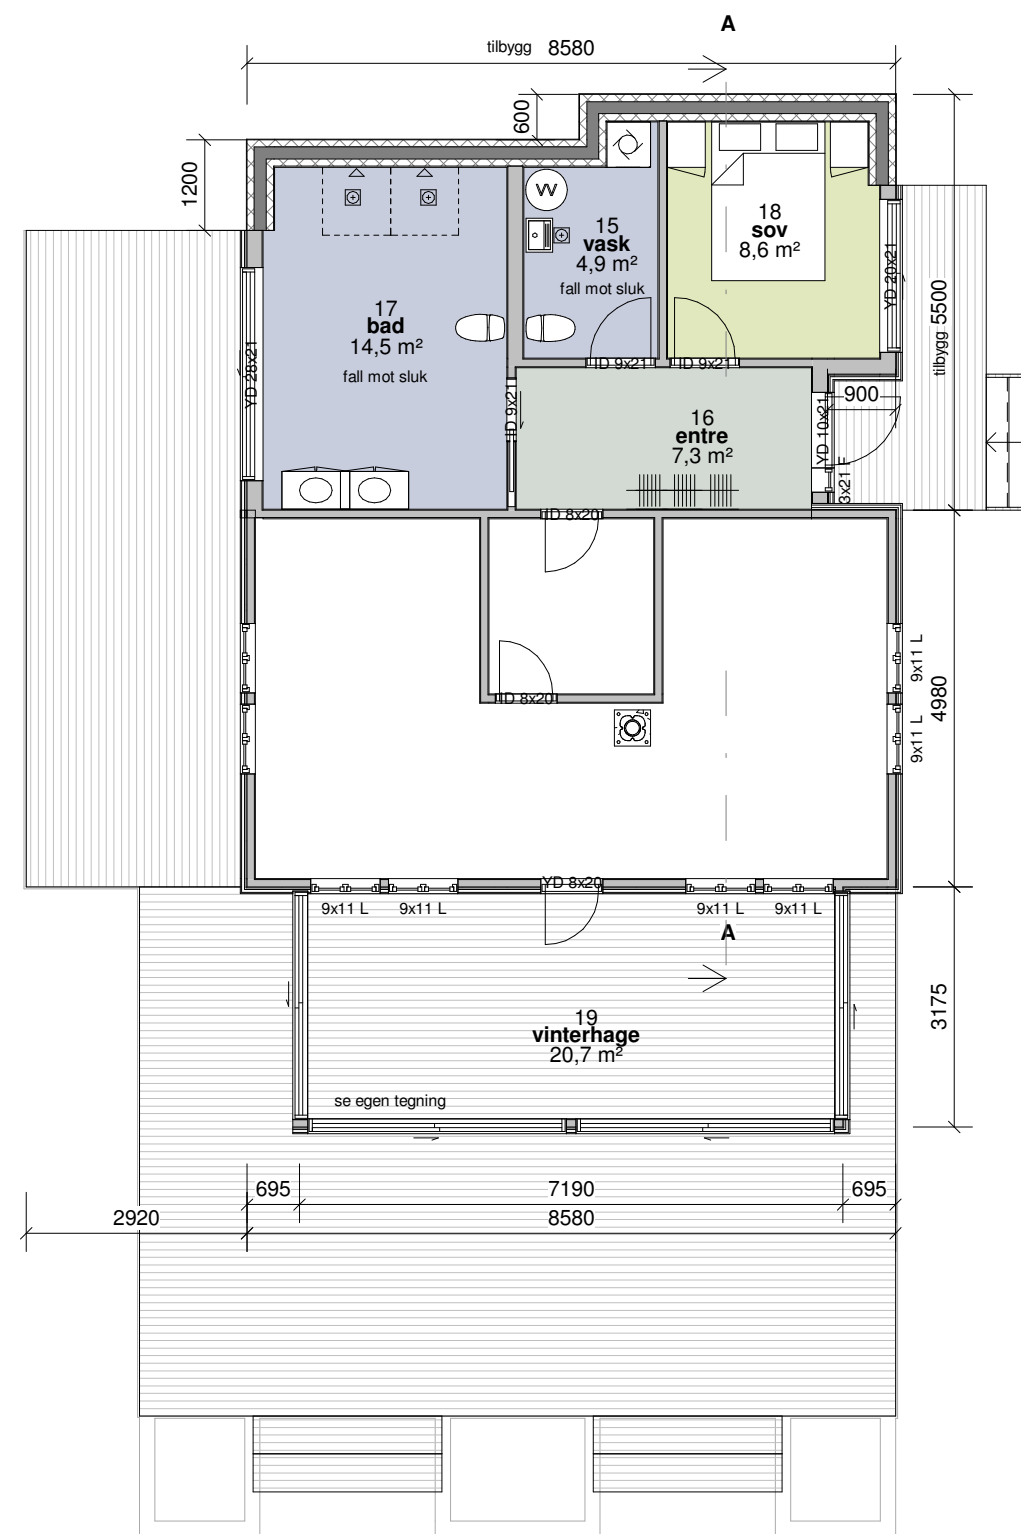 A
tilbygg 8580
600
1200
15
vask
4,9 m²
fall mot sluk
18
sov
8,6 m²
YD 20x21
tilbygg 5500
17
bad
14,5 m²
fall mot sluk
YD 28x21
ID 9x21
ID 9x21
D 9x21
16
entre
7,3 m²
YD 10x21
900
3x21 F
ID 8x20
ID 8x20
9x11 L
9x11 L
4980
YD 8x20
9x11 L
9x11 L
9x11 L
9x11 L
A
3175
19
vinterhage
20,7 m²
se egen tegning
695
7190
695
2920
8580